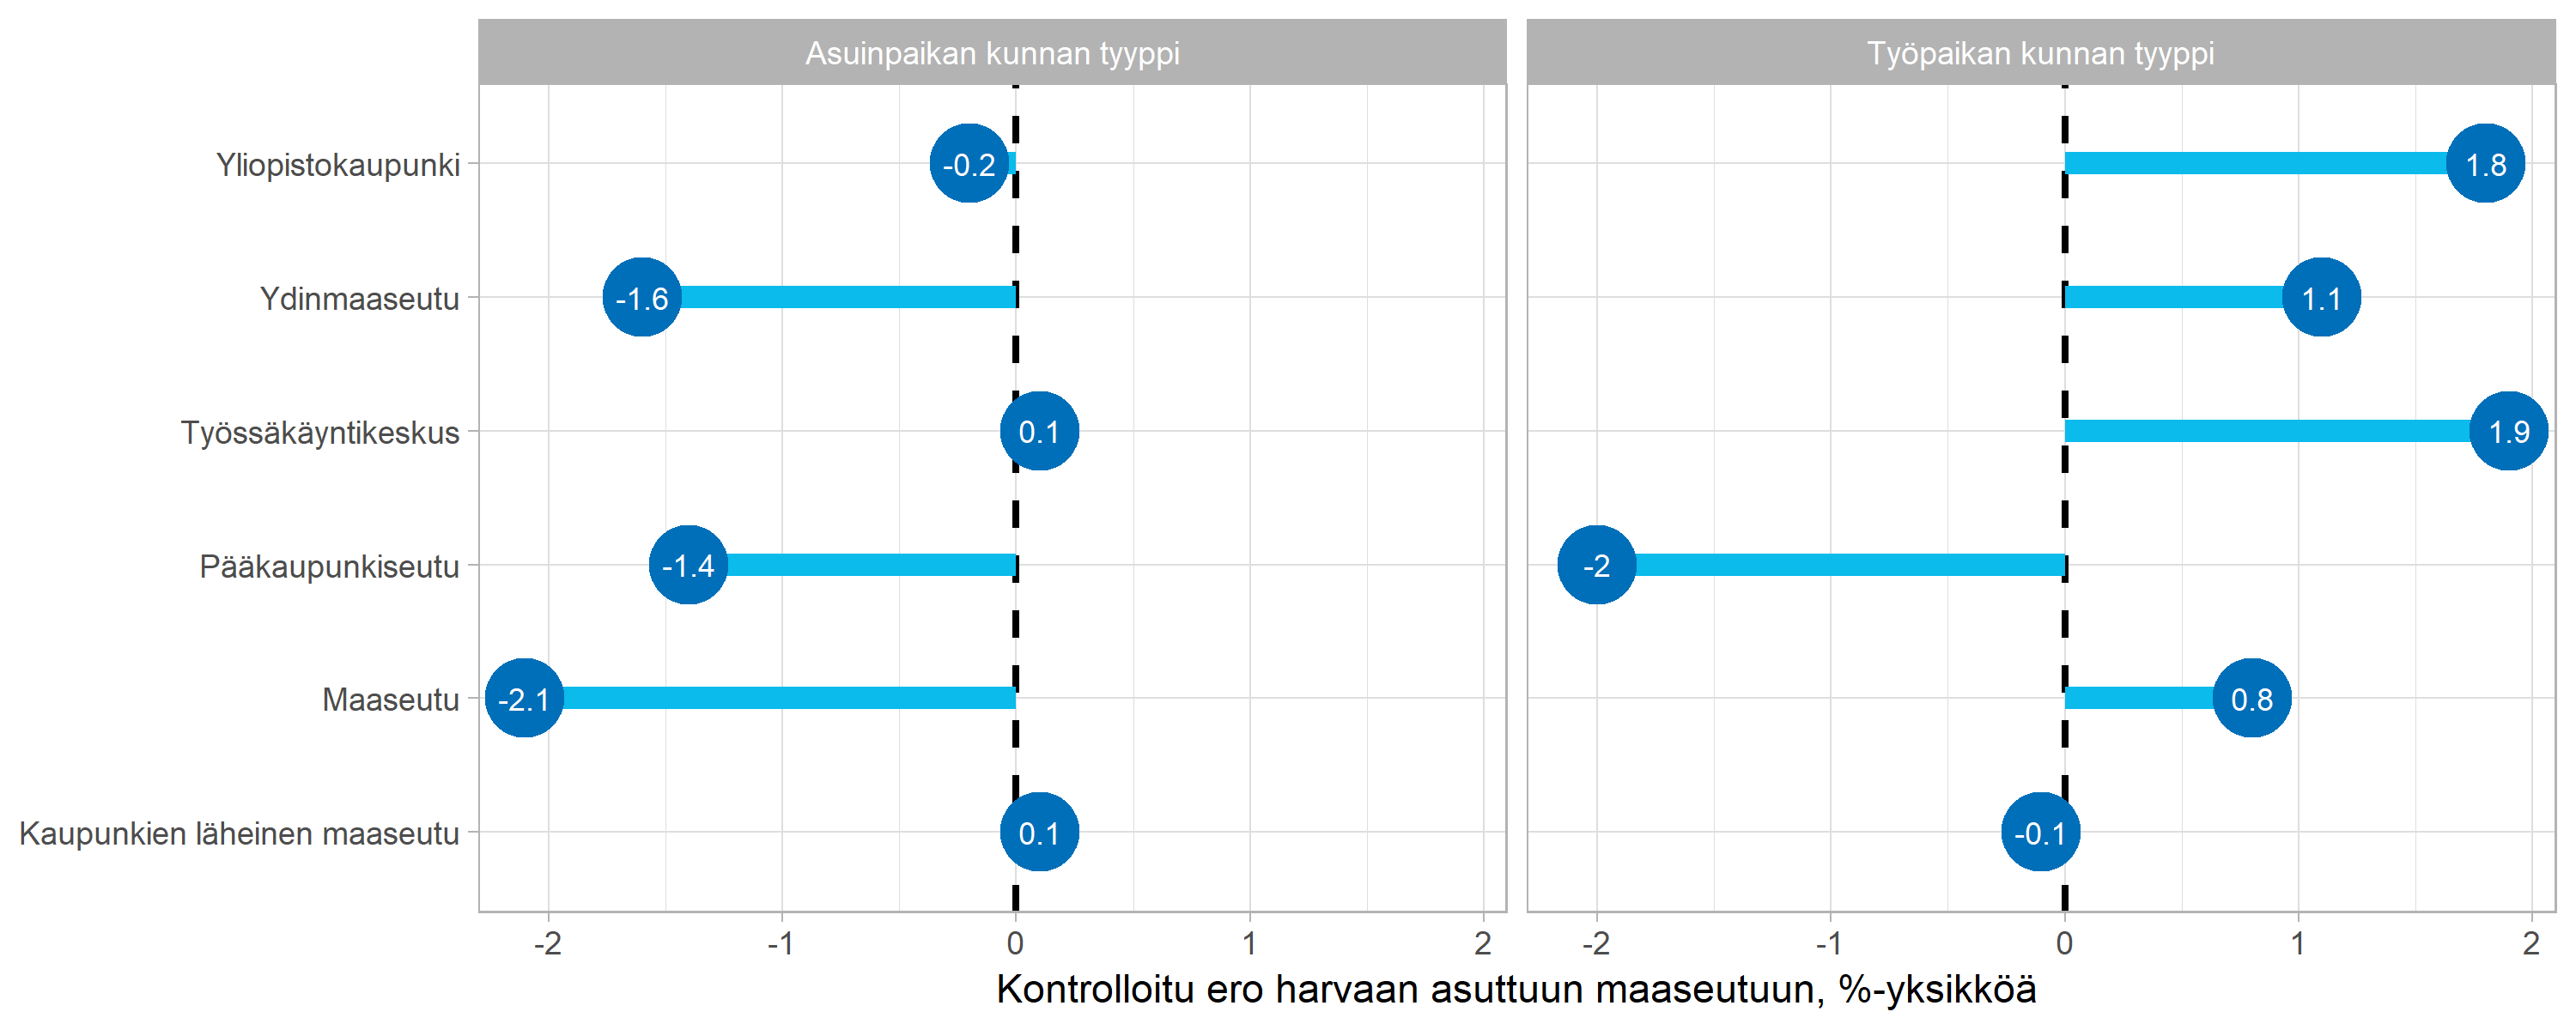 Asuinpaikan kunnan tyyppi
Työpaikan kunnan tyyppi
Yliopistokaupunki
-0.2
1.8
Ydinmaaseutu
-1.6
1.1
Työssäkäyntikeskus
0.1
1.9
Pääkaupunkiseutu
-1.4
-2
Maaseutu
-2.1
0.8
Kaupunkien läheinen maaseutu
0.1
-0.1
-2 -1 0 1 2
-2 -1 0 1 2
Kontrolloitu ero harvaan asuttuun maaseutuun, %-yksikköä